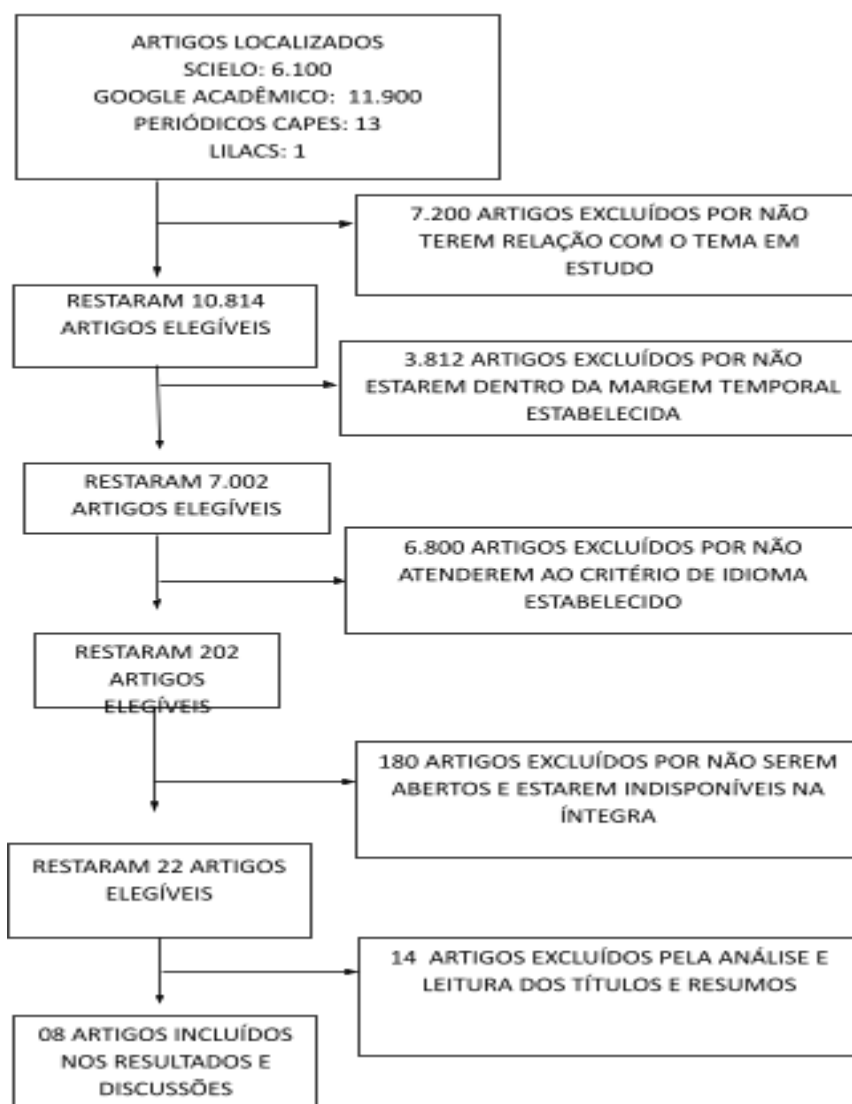 ARTIGOS LOCALIZADOS
SCIELO: 6.100
GOOGLE ACADÊMICO: 11.900
PERIÓDICOS CAPES: 13
LILACS: 1
7.200 ARTIGOS EXCLUÍDOS POR NÃO
TEREM RELAÇÃO COM O TEMA EM
ESTUDO
RESTARAM 10.814
ARTIGOS ELEGÍVEIS
3.812 ARTIGOS EXCLUÍDOS POR NÃO
ESTAREM DENTRO DA MARGEM TEMPORAL
ESTABELECIDA
RESTARAM 7.002
ARTIGOS ELEGÍVEIS
6.800 ARTIGOS EXCLUÍDOS POR NÃO
ATENDEREM AO CRITÉRIO DE IDIOMA
ESTABELECIDO
RESTARAM 202
ARTIGOS
ELEGÍVEIS
180 ARTIGOS EXCLUÍDOS POR NÃO SEREM
ABERTOS E ESTAREM INDISPONÍVEIS NA
ÍNTEGRA
RESTARAM 22 ARTIGOS
ELEGÍVEIS
14 ARTIGOS EXCLUÍDOS PELA ANÁLISE E
LEITURA DOS TÍTULOS E RESUMOS
08 ARTIGOS INCLUÍDOS
NOS RESULTADOS E
DISCUSSÕES